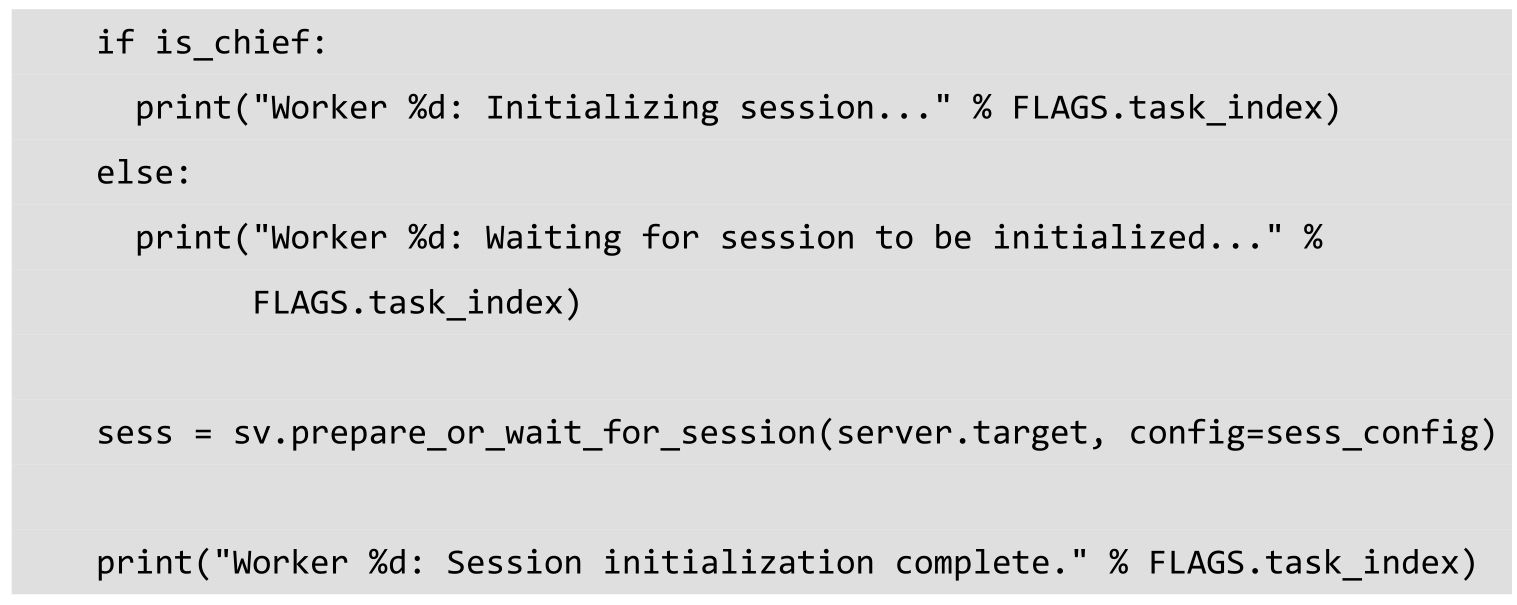 if is_chief:
  print("Worker %d: Initializing session..." % FLAGS.task_index)
else:
  print("Worker %d: Waiting for session to be initialized..." %
        FLAGS.task_index)

sess = sv.prepare_or_wait_for_session(server.target, config=sess_config)

print("Worker %d: Session initialization complete." % FLAGS.task_index)